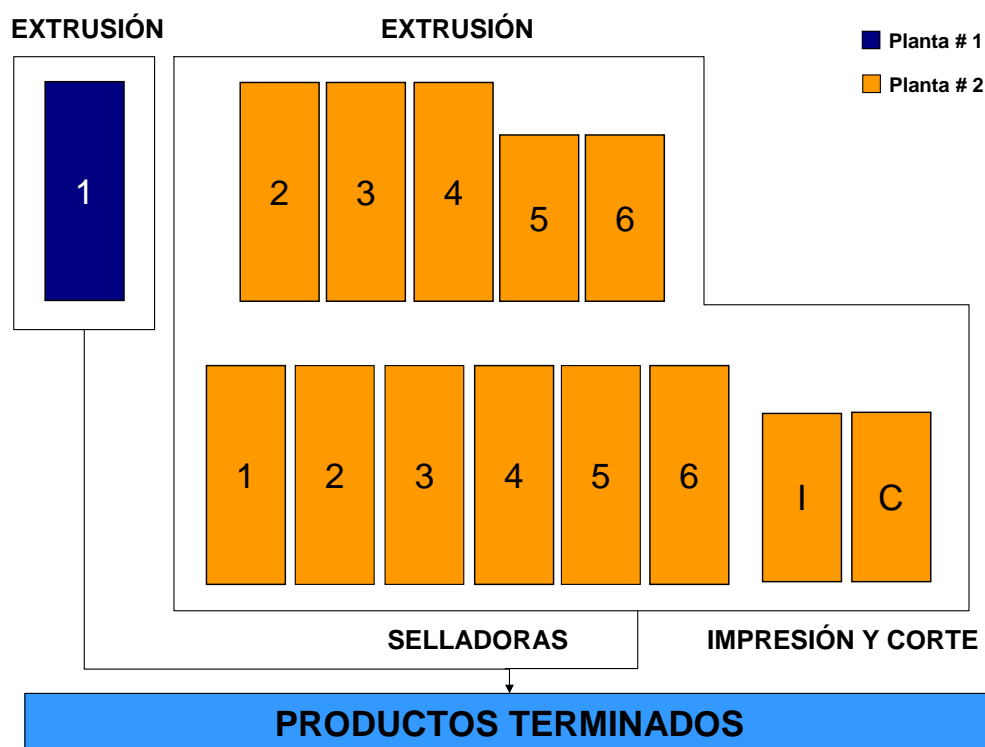 EXTRUSIÓN
EXTRUSIÓN
Planta # 1
Planta # 2
1
2
3
4
5
6
1
2
3
4
5
6
I
C
SELLADORAS
IMPRESIÓN Y CORTE
PRODUCTOS TERMINADOS